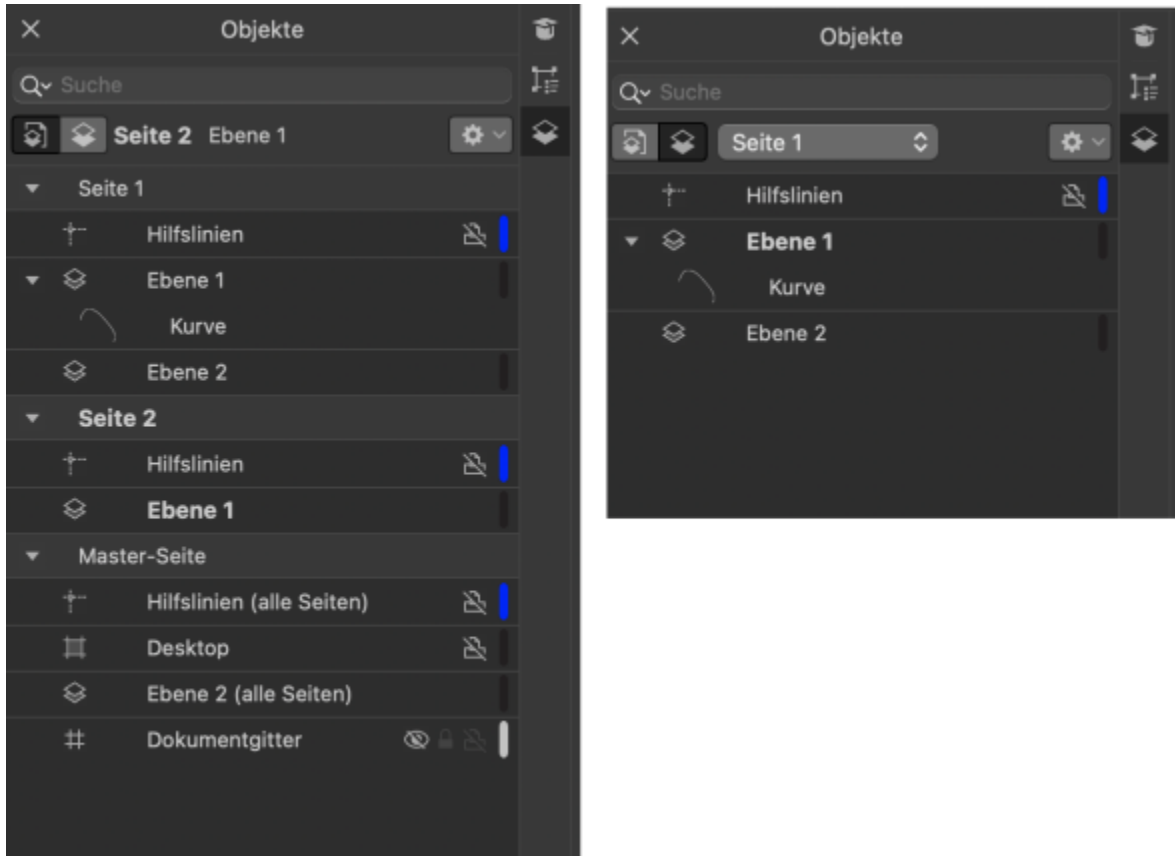 Objekte
Suche
Seite 2 Ebene 1
Seite 1
Hilfslinien
Ebene 1
Kurve
Ebene 2
Seite 2
Hilfslinien
Ebene 1
Master-Seite
Hilfslinien (alle Seiten)
Desktop
Ebene 2 (alle Seiten)
Dokumentgitter
Objekte
Suche
Seite 1
Hilfslinien
Ebene 1
Kurve
Ebene 2